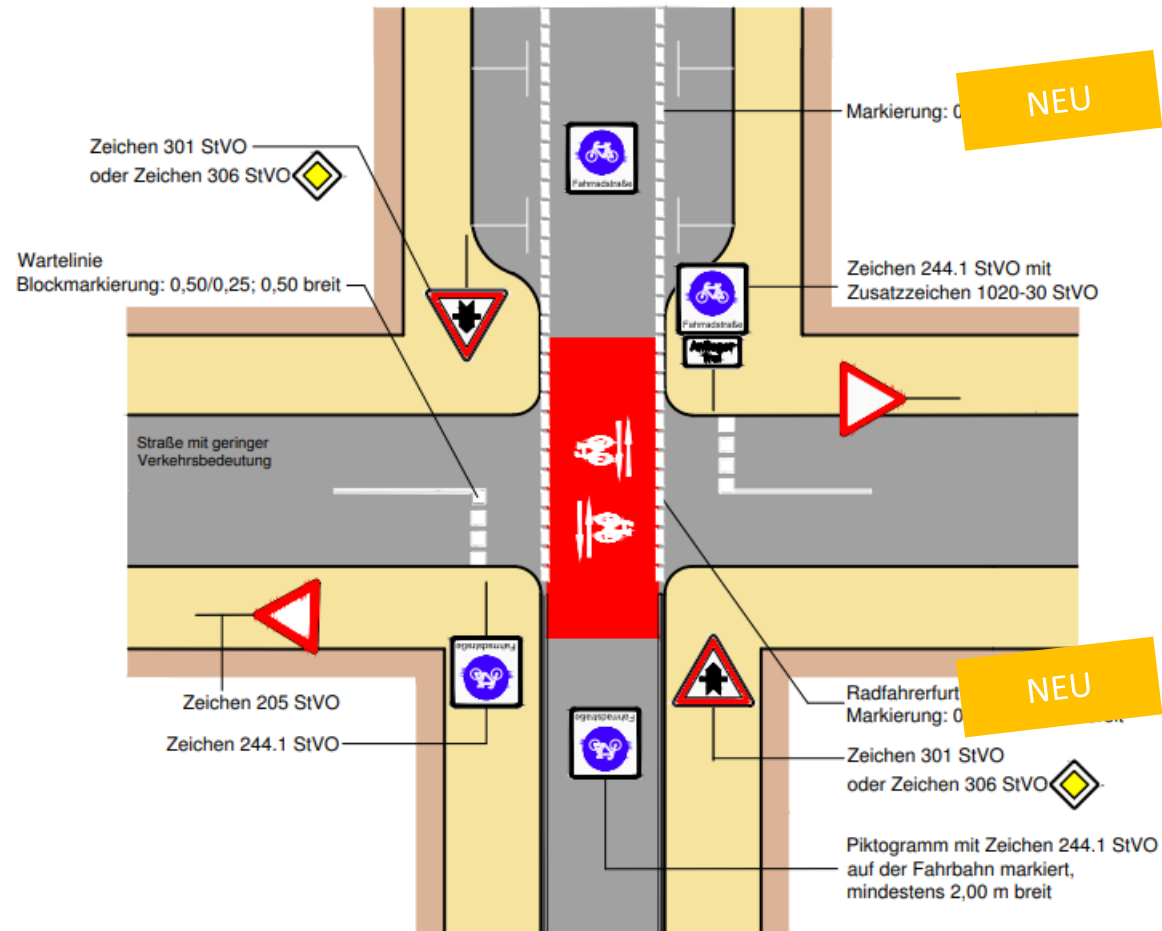 NEU
Markierung: 0
Zeichen 301 StVO
oder Zeichen 306 StVO
Fahrradstraße
Wartelinie
Blockmarkierung: 0,50/0,25; 0,50 breit
Zeichen 244.1 StVO mit
Zusatzzeichen 1020-30 StVO
Fahrradstraße
Anlieger
frei
Straße mit geringer
Verkehrsbedeutung
Fahrradstraße
Zeichen 205 StVO
Zeichen 244.1 StVO
Fahrradstraße
NEU
Radfahrerfurt
Markierung: 0
Zeichen 301 StVO
oder Zeichen 306 StVO
Piktogramm mit Zeichen 244.1 StVO
auf der Fahrbahn markiert,
mindestens 2,00 m breit